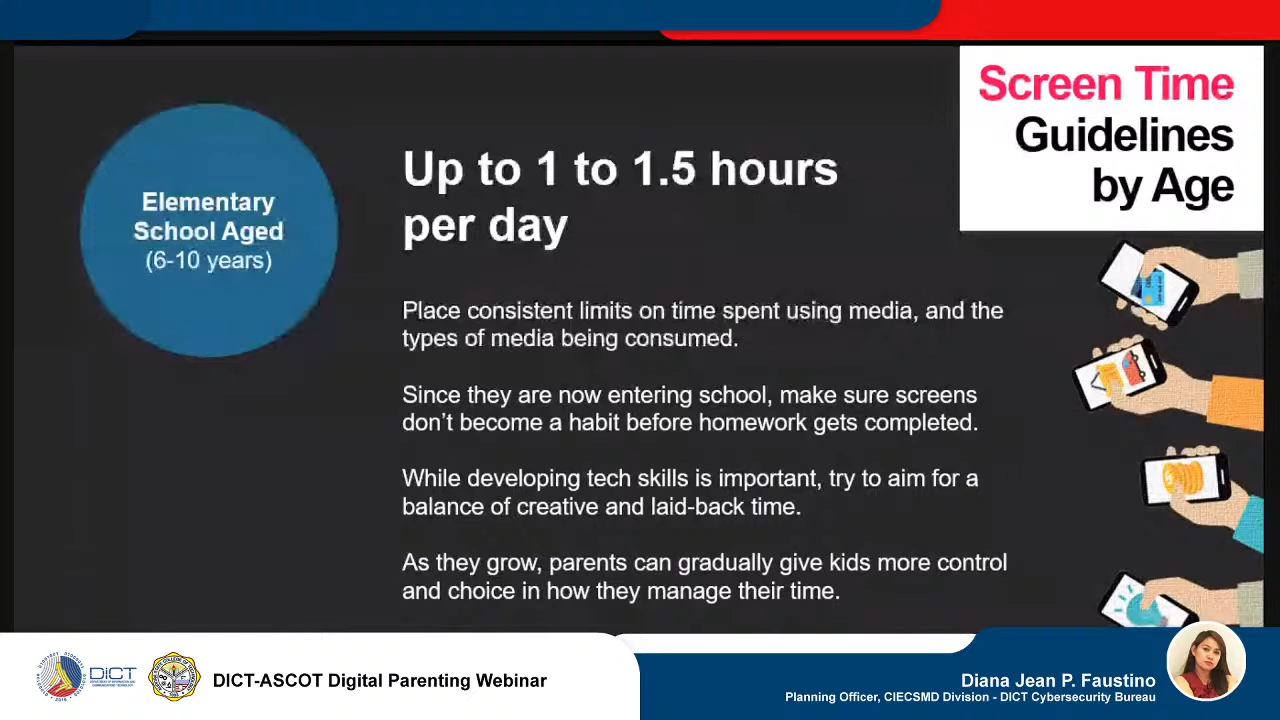 Screen Time
Guidelines
by Age
Elementary
School Aged
(6-10 years)
Up to 1 to 1.5 hours
per day
Place consistent limits on time spent using media, and the
types of media being consumed.
Since they are now entering school, make sure screens
don’t become a habit before homework gets completed.
While developing tech skills is important, try to aim for a
balance of creative and laid-back time.
As they grow, parents can gradually give kids more control
and choice in how they manage their time.
DICT
DICT-ASCOT Digital Parenting Webinar
Diana Jean P. Faustino
Planning Officer, CIECSMD Division - DICT Cybersecurity Bureau